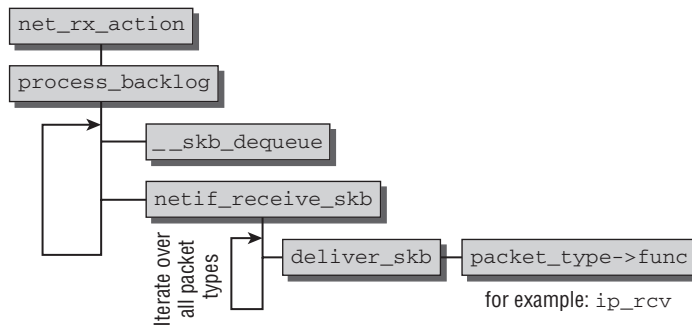 net_rx_action
process_backlog
__skb_dequeue
netif_receive_skb
Iterate over
all packet
types
deliver_skb
packet_type->func
for example: ip_rcv